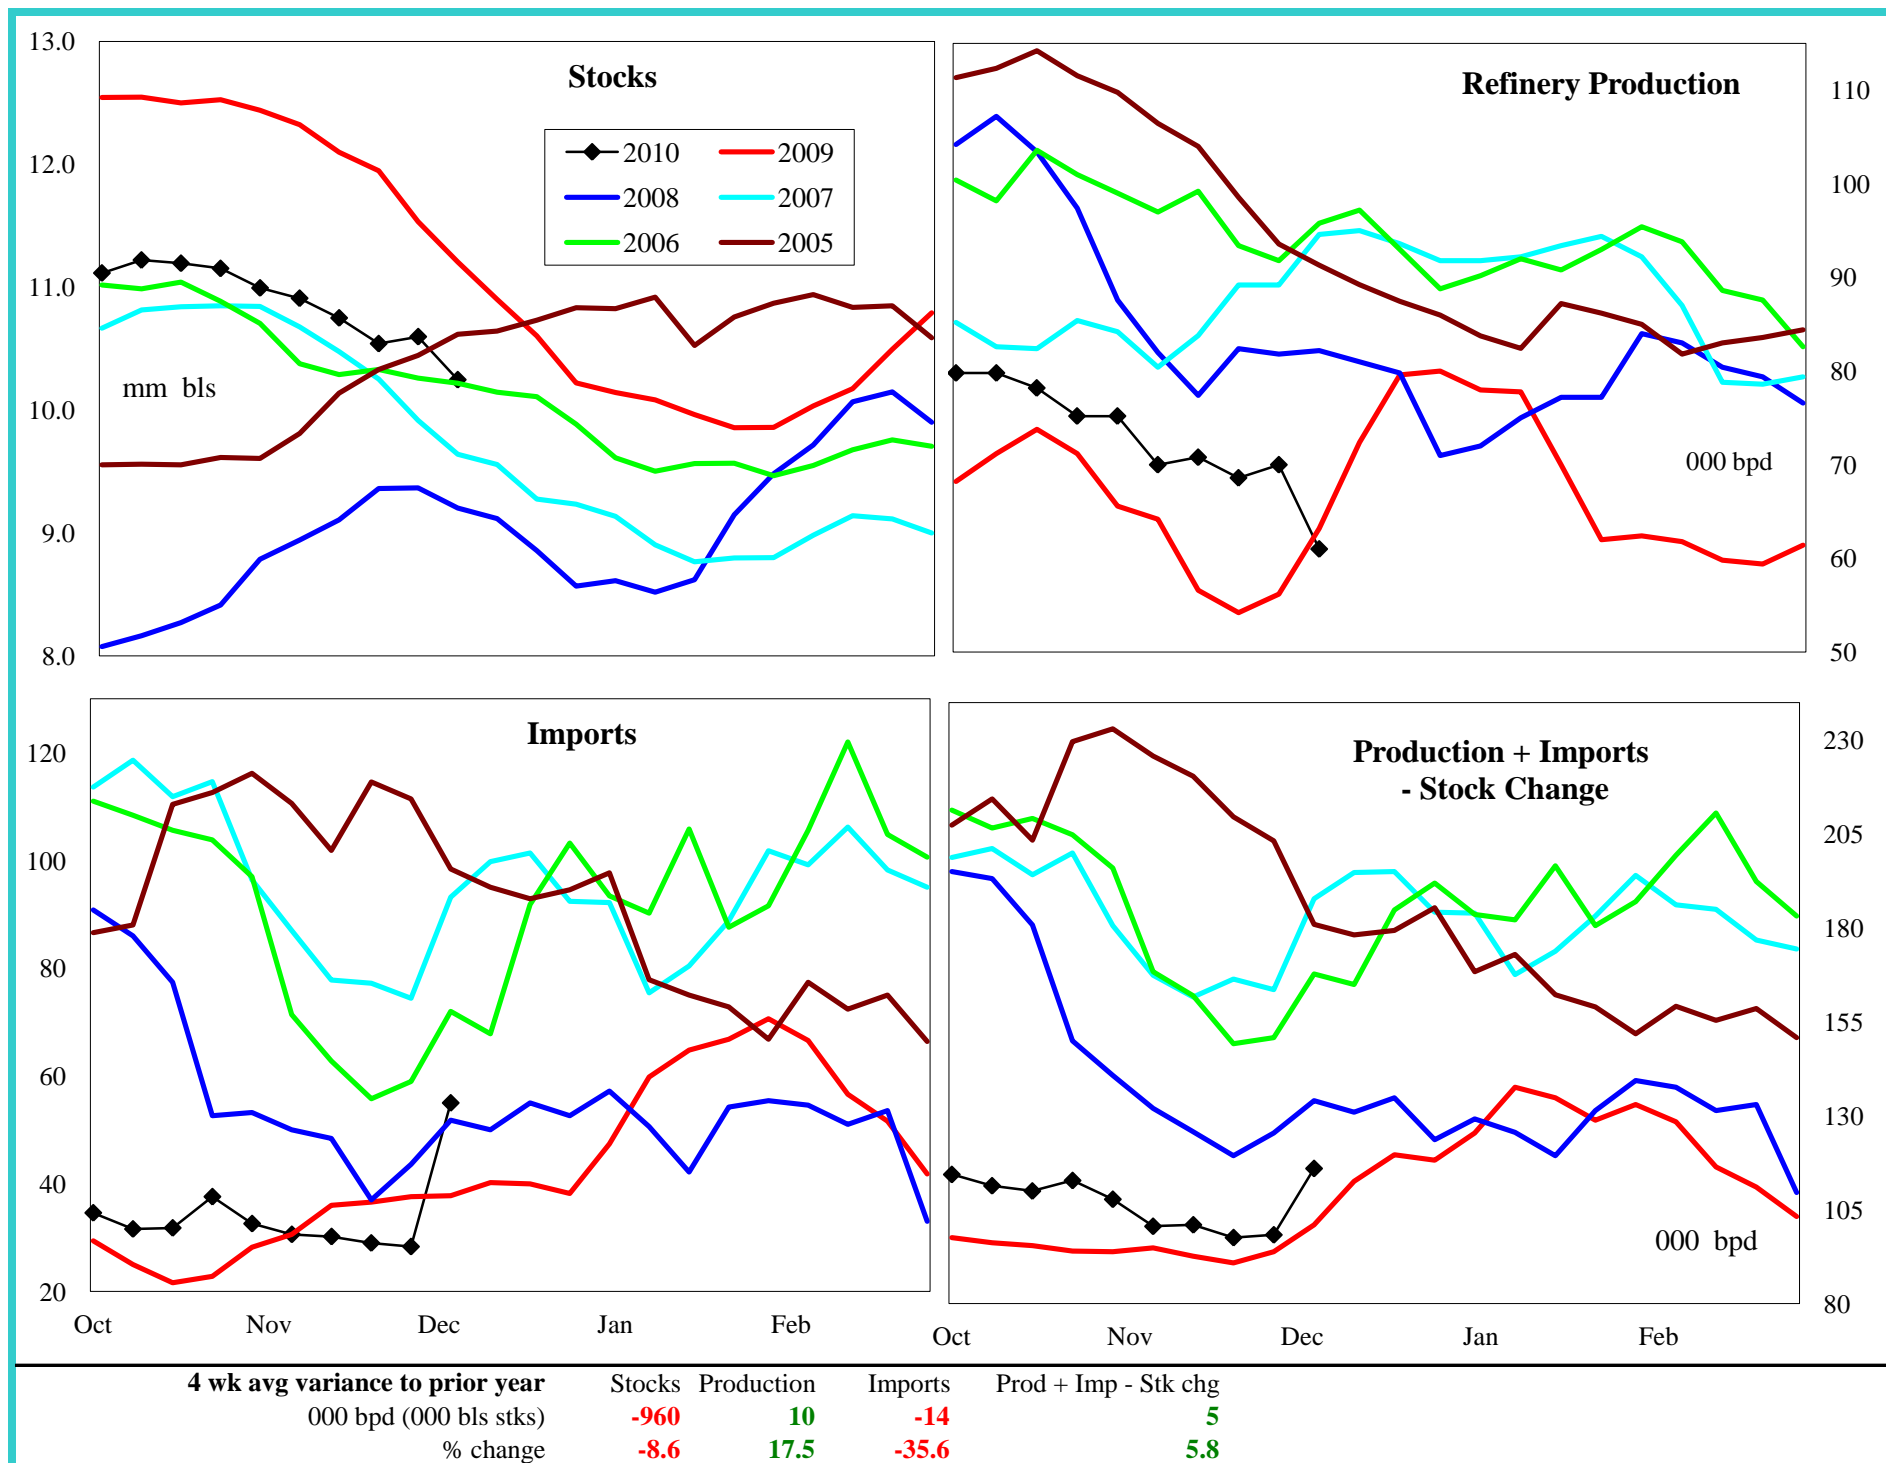 Stocks
13.0
12.0
11.0
10.0
9.0
8.0
mm bls
2010 2009
2008 2007
2006 2005
Refinery Production
110
100
90
80
70
60
50
000 bpd
Imports
120
100
80
60
40
20
Oct Nov Dec Jan Feb
Production + Imports
- Stock Change
230
205
180
155
130
105
80
000 bpd
Oct Nov Dec Jan Feb
4 wk avg variance to prior year Stocks Production Imports Prod + Imp - Stk chg
000 bpd (000 bls stks) -960 10 -14 5
% change -8.6 17.5 -35.6 5.8